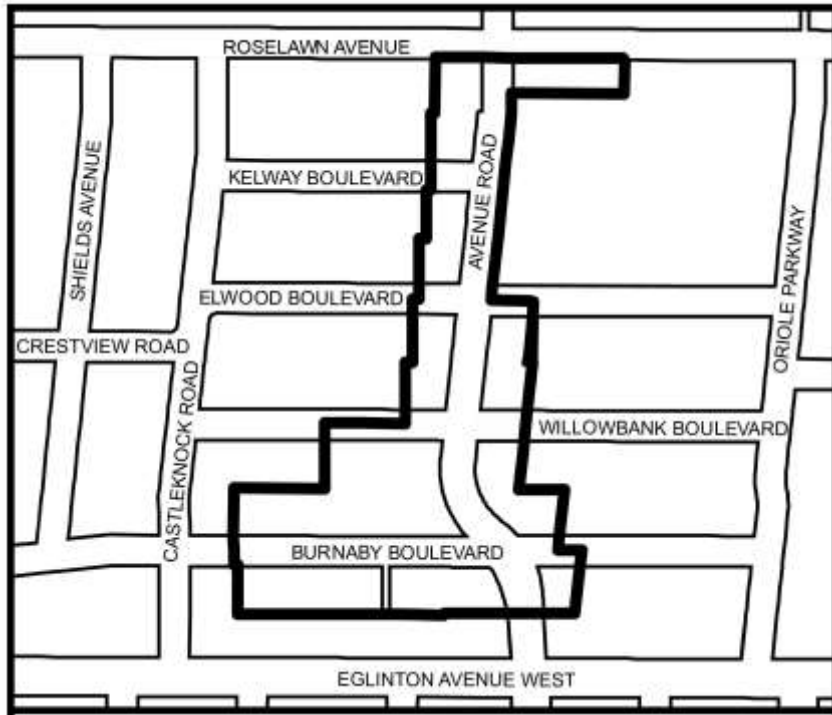 ROSELAWN AVENUE
SHIELDS AVENUE
KELWAY BOULEVARD
AVENUE ROAD
ORIOLE PARKWAY
ELWOOD BOULEVARD
CRESTVIEW ROAD
CASTLEKNOCK ROAD
WILLOWBANK BOULEVARD
BURNABY BOULEVARD
EGLINTON AVENUE WEST